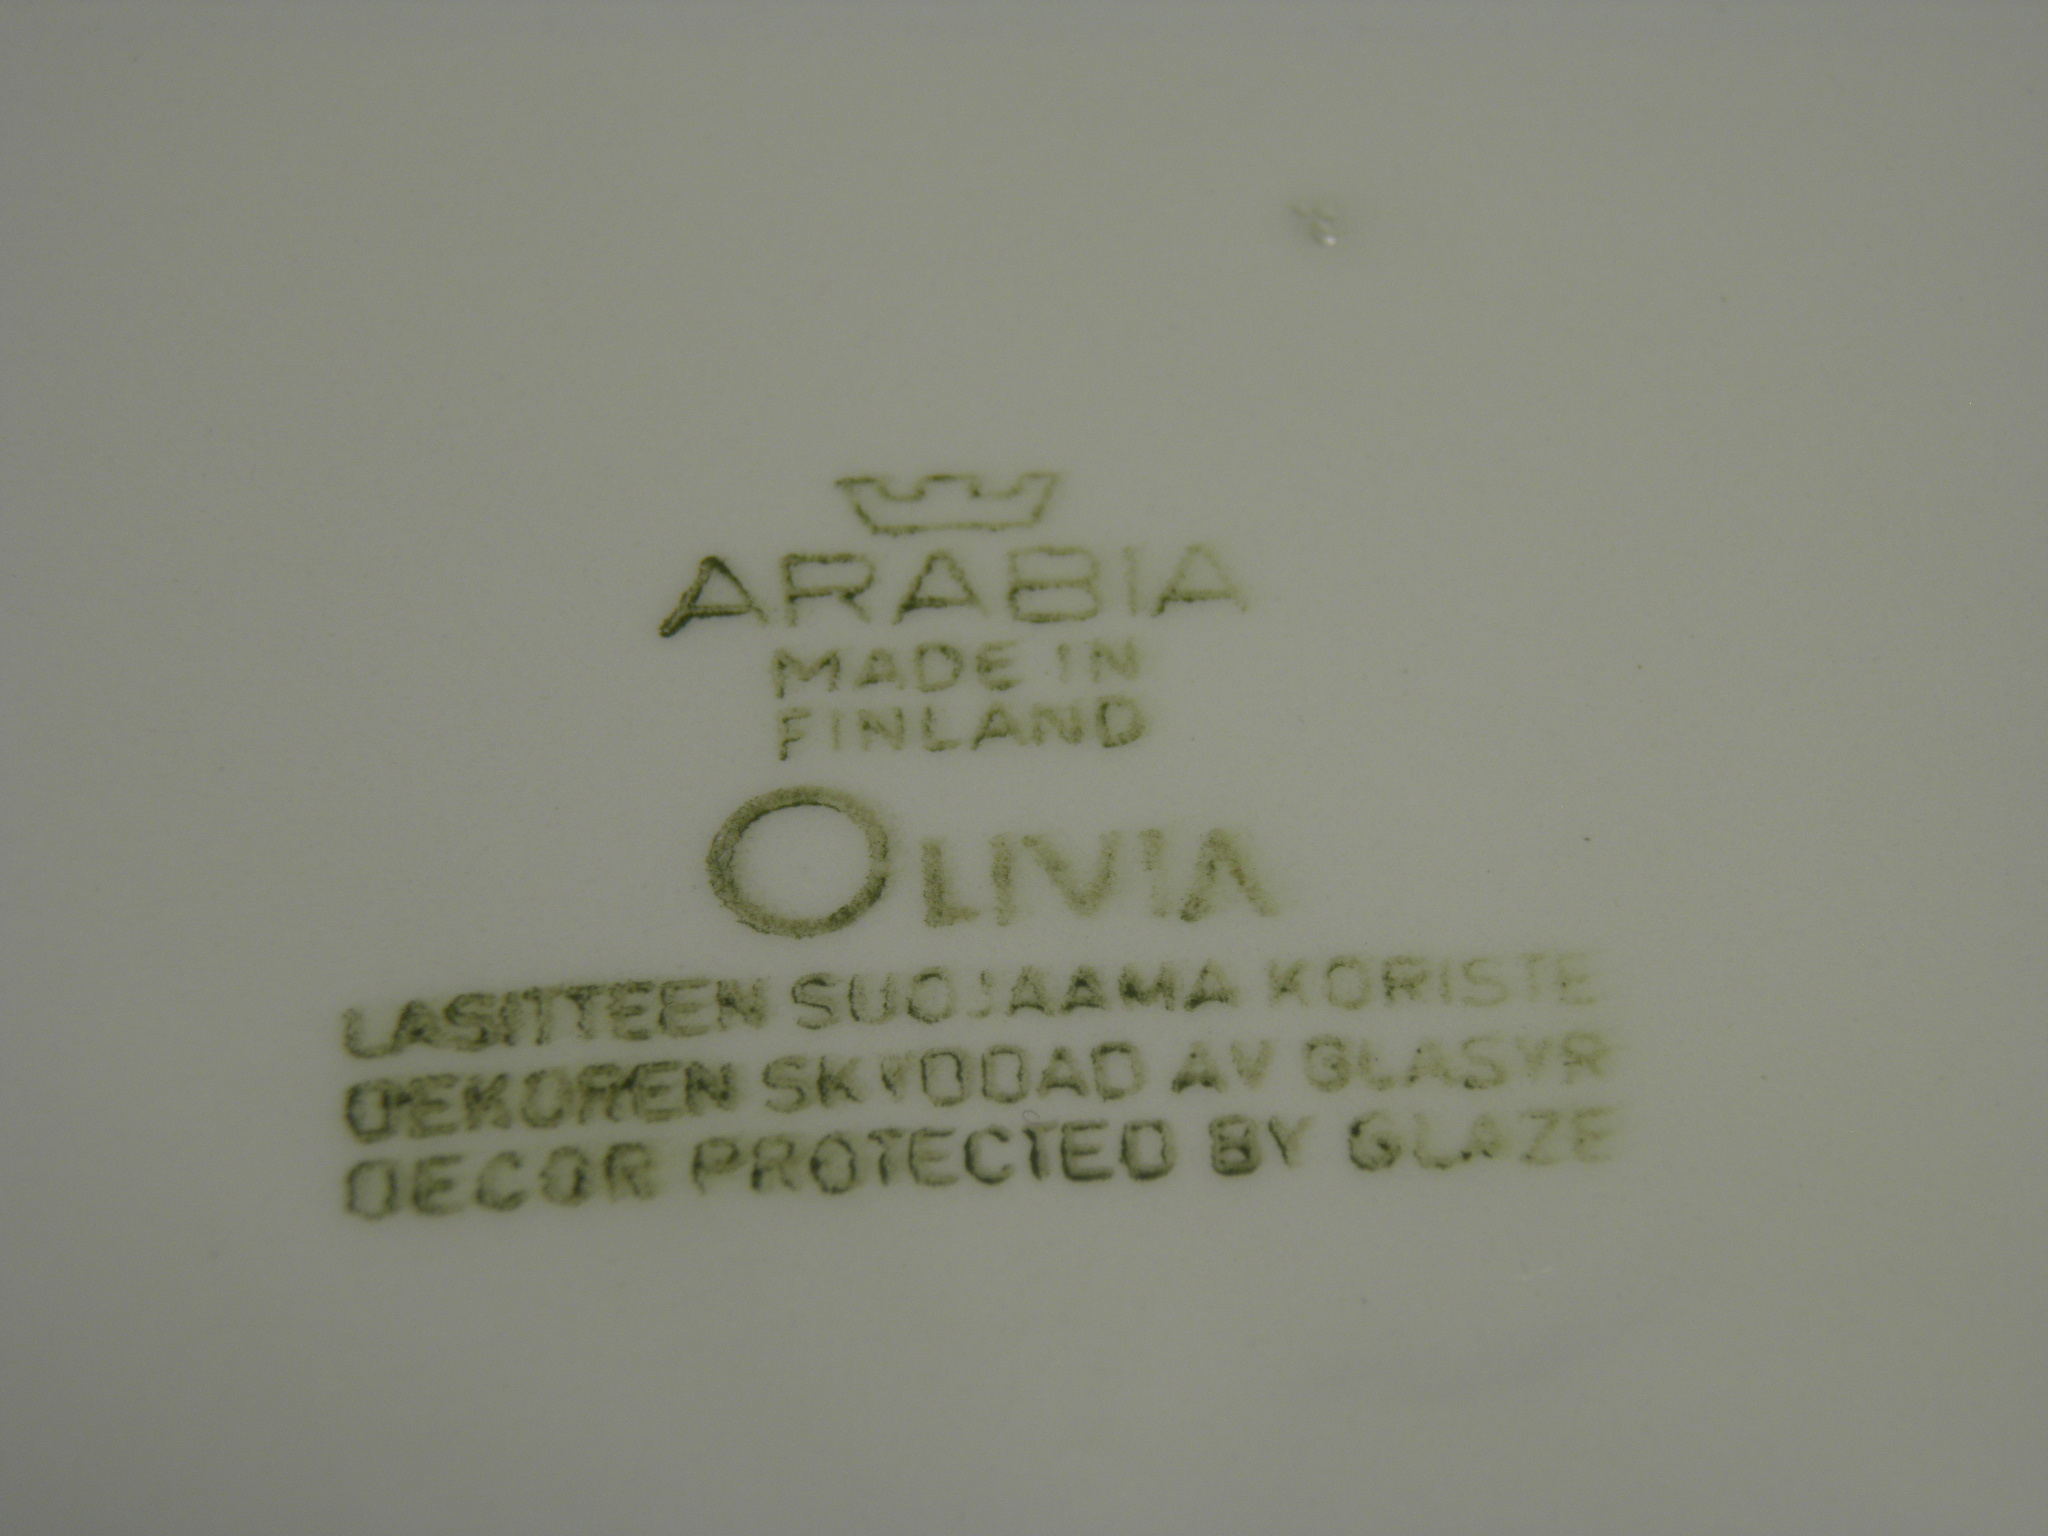 ARABIA
MADE IN
FINLAND
OLIVIA
LASITTEEN SUOJAAMA KORISTE
DEKOREN SKYDDAD AV GLASYR
DECOR PROTECTED BY GLAZE